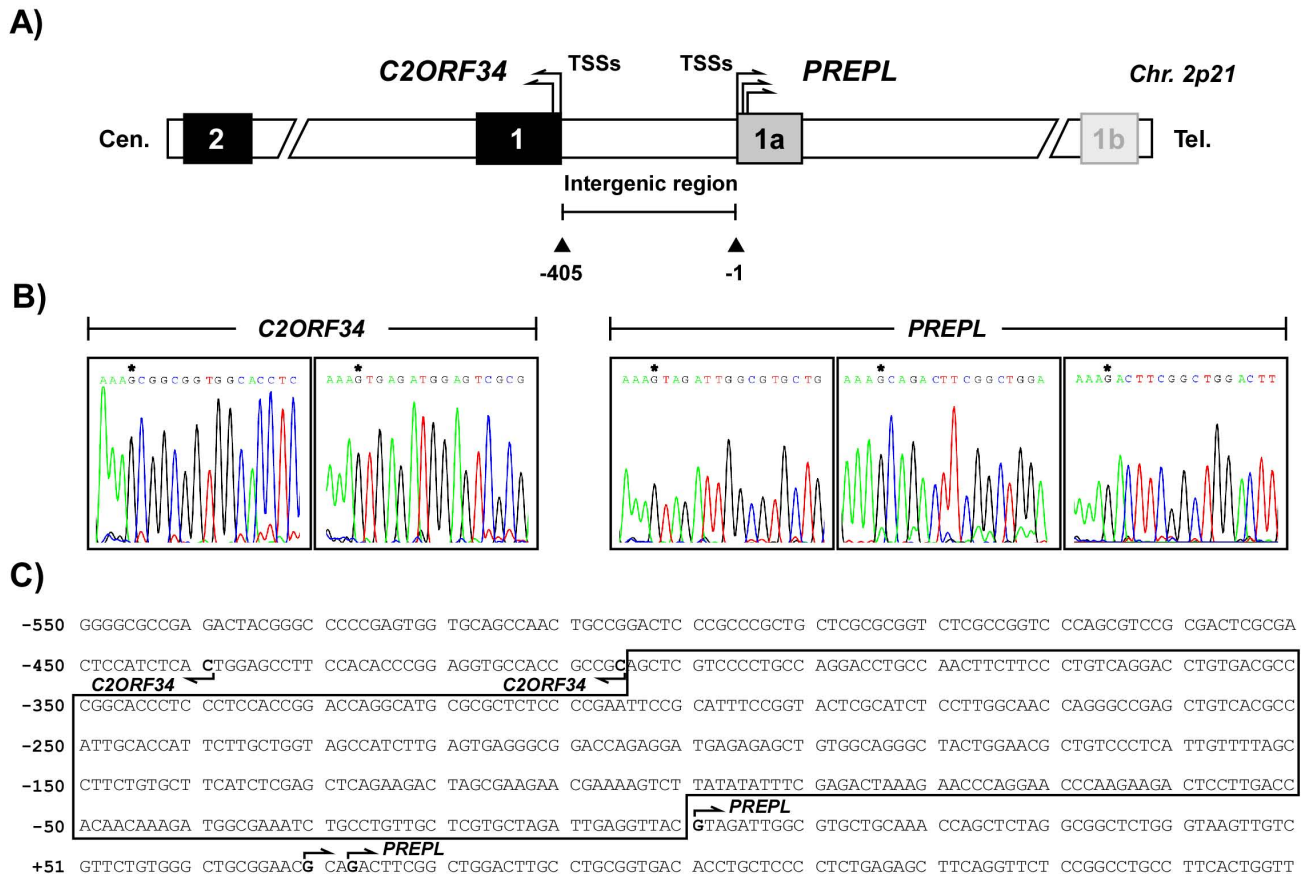 A)
C2ORF34 TSSs TSSs PREPL Chr. 2p21
Cen. 2 1 1a 1b Tel.
Intergenic region
-405 -1
B)
C2ORF34 PREPL
* * * * *
AAAGCGGCGGTGGCACCTC AAAGTGAGATGGAGTCGCG AAAGTAGATTGGCGTGCTG AAAGCAGACTTCGGCTGGA AAAGACTTCGGCTGGACTT
C)
-550 GGGGCGCCGA GACTACGGGC CCCCGAGTGG TGCAGCCAAC TGCCGGACTC CCGCCCGCTG CTCGCGCGGT CTCGCCGGTC CCAGCGTCCG CGACTCGCGA
-450 CTCCATCTCA CTGGAGCCTT CCACACCCGG AGGTGCCACC GCCGCAGCTC GTCCCCTGCC AGGACCTGCC AACTTCTTCC CTGTCAGGAC CTGTGACGCC
C2ORF34 C2ORF34
-350 CGGCACCCTC CCTCCACCGG ACCAGGCATG CGCGCTCTCC CCGAATTCCG CATTTCCGGT ACTCGCATCT CCTTGGCAAC CAGGGCCGAG CTGTCACGCC
-250 ATTGCACCAT TCTTGCTGGT AGCCATCTTG AGTGAGGGCG GACCAGAGGA TGAGAGAGCT GTGGCAGGGC TACTGGAACG CTGTCCCTCA TTGTTTTAGC
-150 CTTCTGTGCT TCATCTCGAG CTCAGAAGAC TAGCGAAGAA CGAAAAGTCT TATATATTTC GAGACTAAAG AACCCAGGAA CCCAAGAAGA CTCCTTGACC
PREPL
-50 ACAACAAAGA TGGCGAAATC TGCCTGTTGC TCGTGCTAGA TTGAGGTTAC GTAGATTGGC GTGCTGCAAA CCAGCTCTAG GCGGCTCTGG GTAAGTTGTC
PREPL
+51 GTTCTGTGGG CTGCGGAACG CAGACTTCGG CTGGACTTGC CTGCGGTGAC ACCTGCTCCC CTCTGAGAGC TTCAGGTTCT CCGGCCTGCC TTCACTGGTT